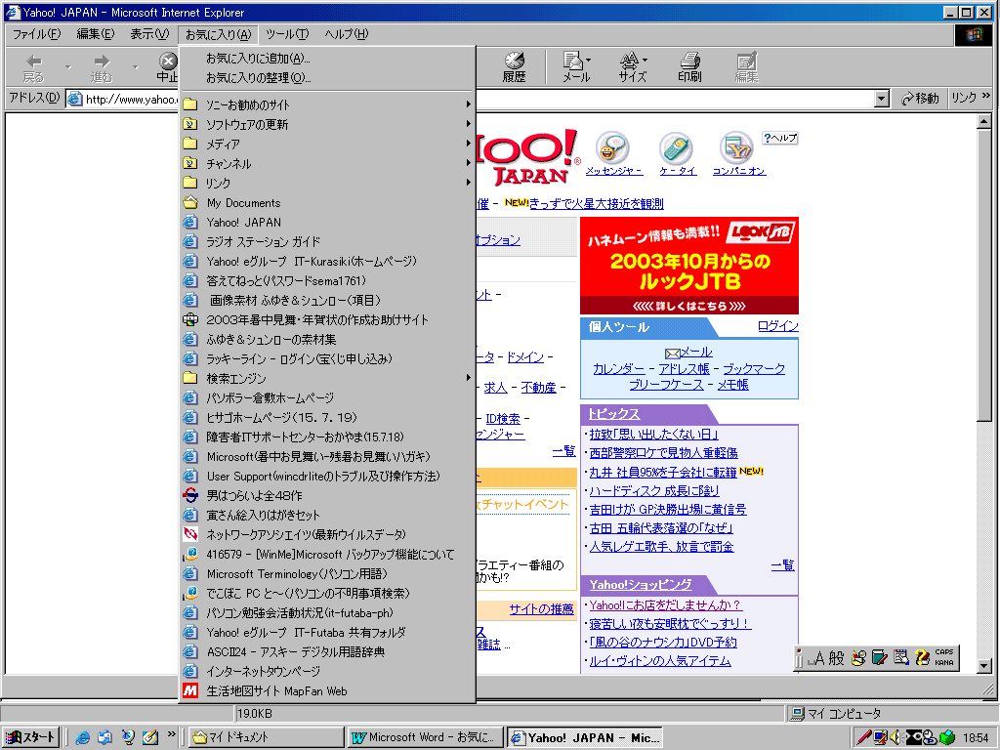 Yahoo! JAPAN - Microsoft Internet Explorer
ファイル(F) 編集(E) 表示(V) お気に入り(A) ツール(T) ヘルプ(H)
戻る 進む 中止 履歴 メール サイズ 印刷 編集
アドレス(D) http://www.yahoo.c 移動 リンク »
お気に入りに追加(A)...
お気に入りの整理(O)...
ソニーお勧めのサイト
ソフトウェアの更新
メディア
チャンネル
リンク
My Documents
Yahoo! JAPAN
ラジオ ステーション ガイド
Yahoo! eグループ IT-Kurasiki(ホームページ)
答えてねっと(パスワードsema1761)
画像素材 ふゆき&シュンロー(項目)
2003年暑中見舞・年賀状の作成お助けサイト
ふゆき&シュンローの素材集
ラッキーライン - ログイン(宝くじ申し込み)
検索エンジン
パソボラー倉敷ホームページ
ヒサゴホームページ(15.7.19)
障害者ITサポートセンターおかやま(15.7.18)
Microsoft(暑中お見舞い-残暑お見舞いハガキ)
User Support(wincdrliteのトラブル及び操作方法)
男はつらいよ全48作
寅さん絵入りはがきセット
ネットワークアソシエイツ(最新ウイルスデータ)
416579 - [WinMe]Microsoft バックアップ機能について
Microsoft Terminology(パソコン用語)
でこぼこ PC と~(パソコンの不明事項検索)
パソコン勉強会活動状況(it-futaba-ph)
Yahoo! eグループ IT-Futaba 共有フォルダ
ASCII24 - アスキー デジタル用語辞典
インターネットタウンページ
生活地図サイト MapFan Web
HOO! JAPAN
メッセンジャー ケータイ コンパニオン ?ヘルプ
催 - NEW!きっずで火星大接近を観測
オプション
ント -
ータ - ドメイン -
- 求人 - 不動産 -
- ID検索 -
センジャー
一覧
チャットイベント
ラエティー番組の
何かも!?
サイトの推薦
ス
雑誌 ...
ハネムーン情報も満載!! LOOK JTB
2003年10月からの
ルックJTB
《《《詳しくはこちら》》》
個人ツール ログイン
メール
カレンダー - アドレス帳 - ブックマーク
ブリーフケース - メモ帳
トピックス
・拉致「思い出したくない日」
・西部警察ロケで見物人重軽傷
・丸井 社員95%を子会社に転籍 NEW!
・ハードディスク 成長に陰り
・吉田けが GP決勝出場に黄信号
・古田 五輪代表落選の「なぜ」
・人気レゲエ歌手、放言で罰金
一覧
Yahoo!ショッピング
・Yahoo!にお店をだしませんか?
・寝苦しい夜も安眠枕でぐっすり!
・「風の谷のナウシカ」DVD予約
・ルイ・ヴィトンの人気アイテム
A 般 CAPS KANA
19.0KB マイ コンピュータ
スタート » マイ ドキュメント Microsoft Word - お気に... Yahoo! JAPAN - Mic... 18:54